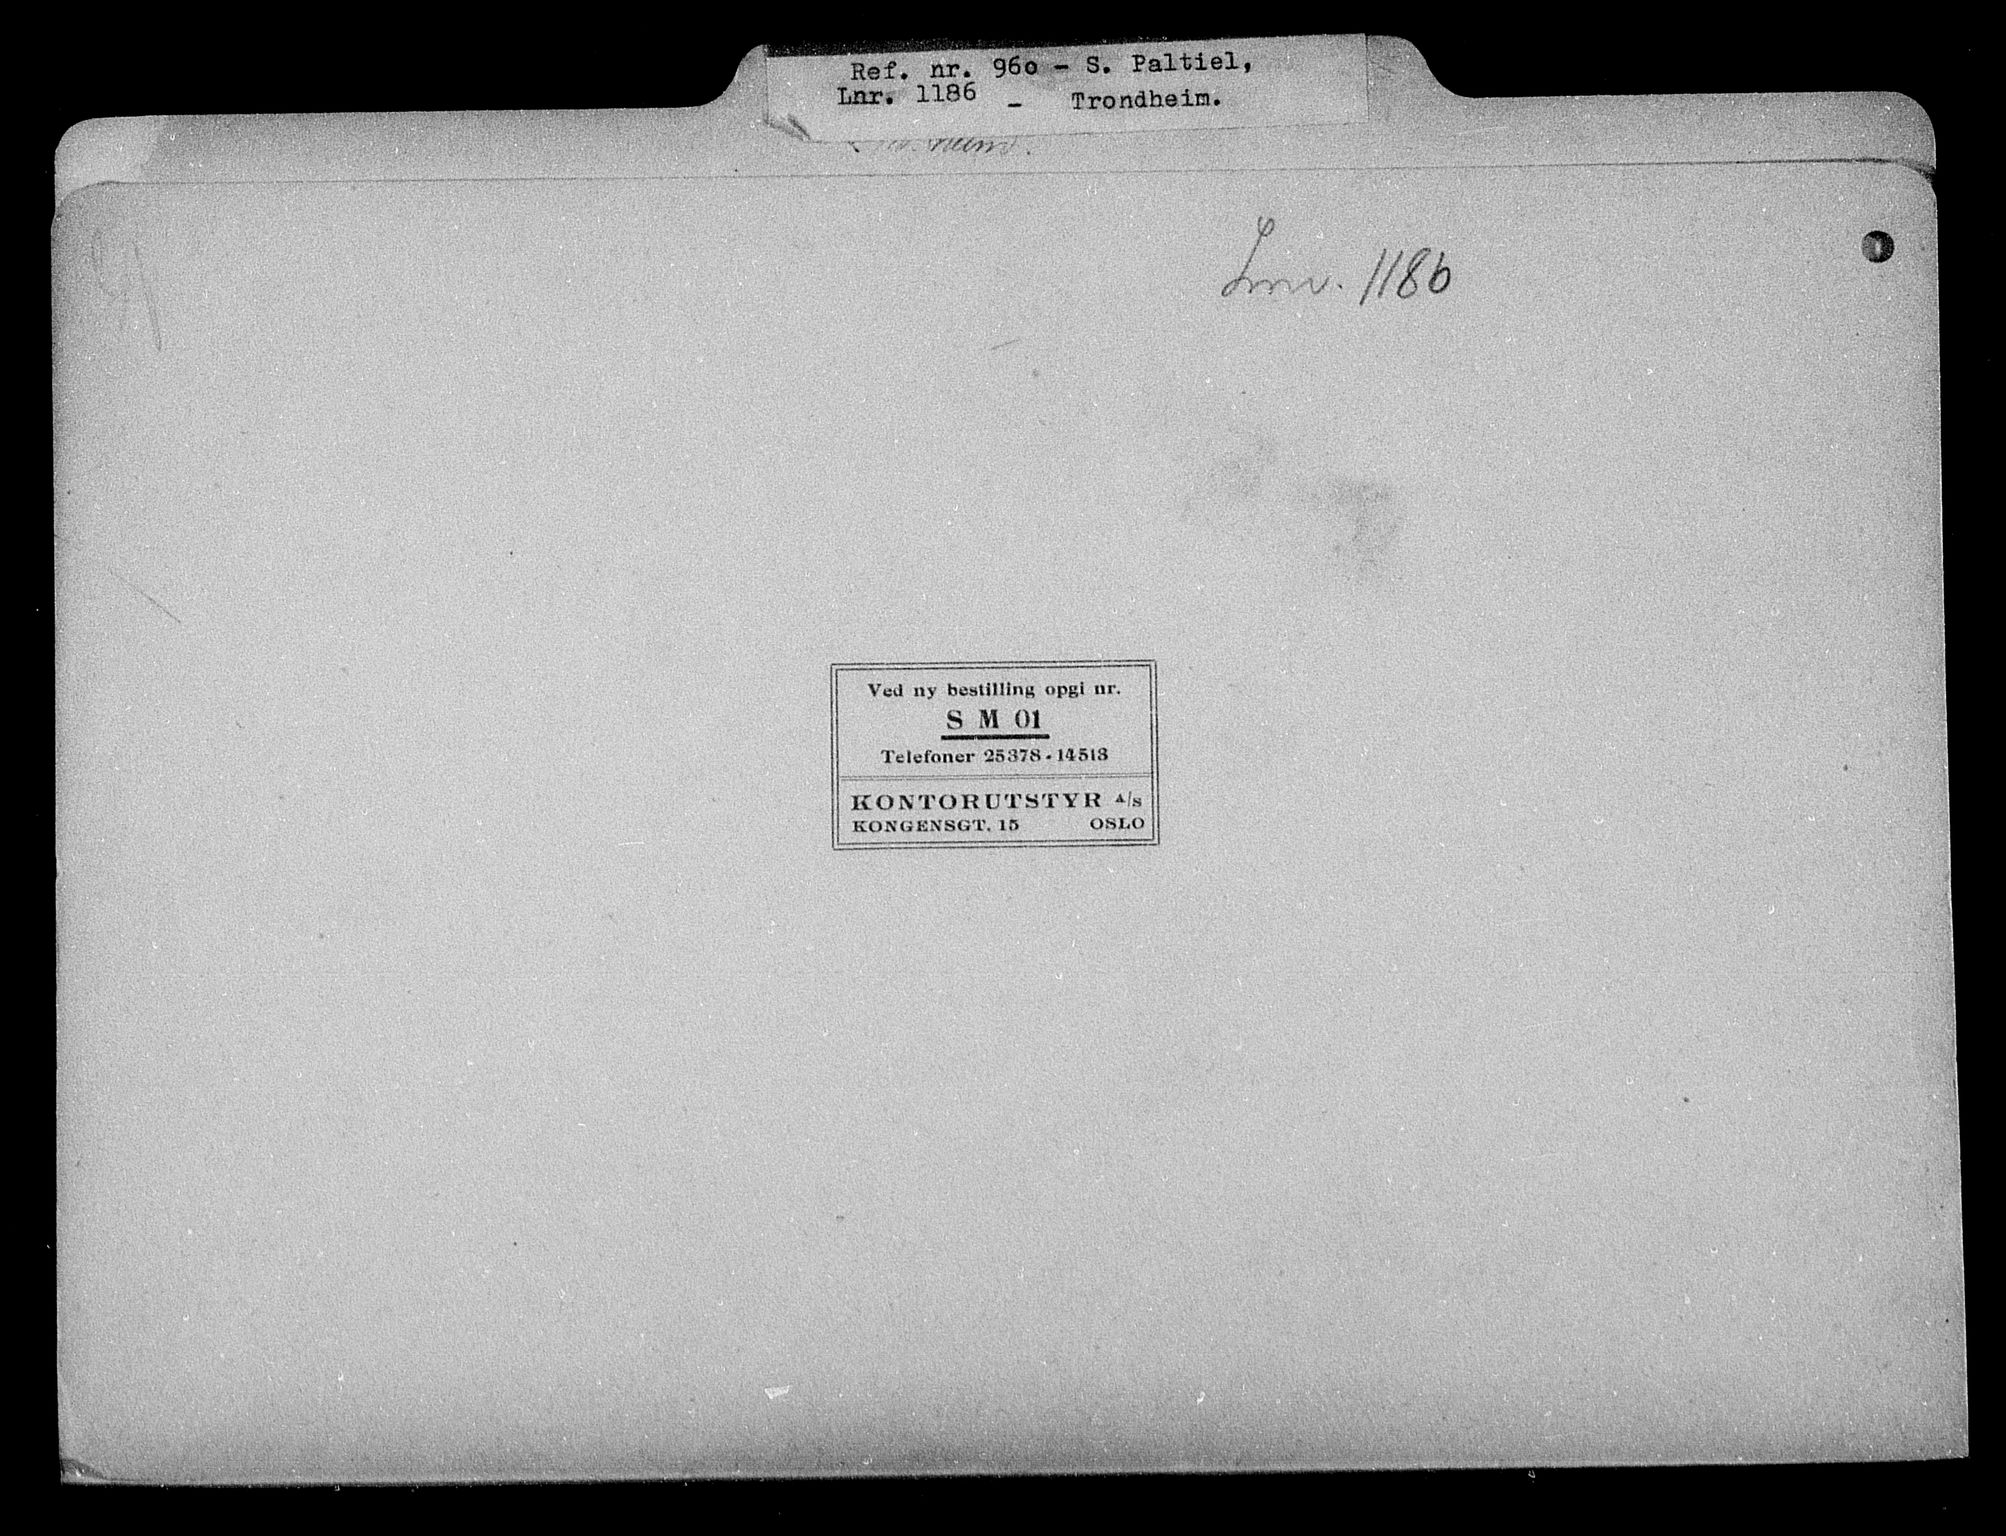 Ref. nr. 960 - S. Paltiel,
Lnr. 1186 - Trondheim.
Lnr. 1186
Ved ny bestilling opgi nr.
S M 01
Telefoner 25378 - 14513
KONTORUTSTYR A/S
KONGENSGT. 15 OSLO